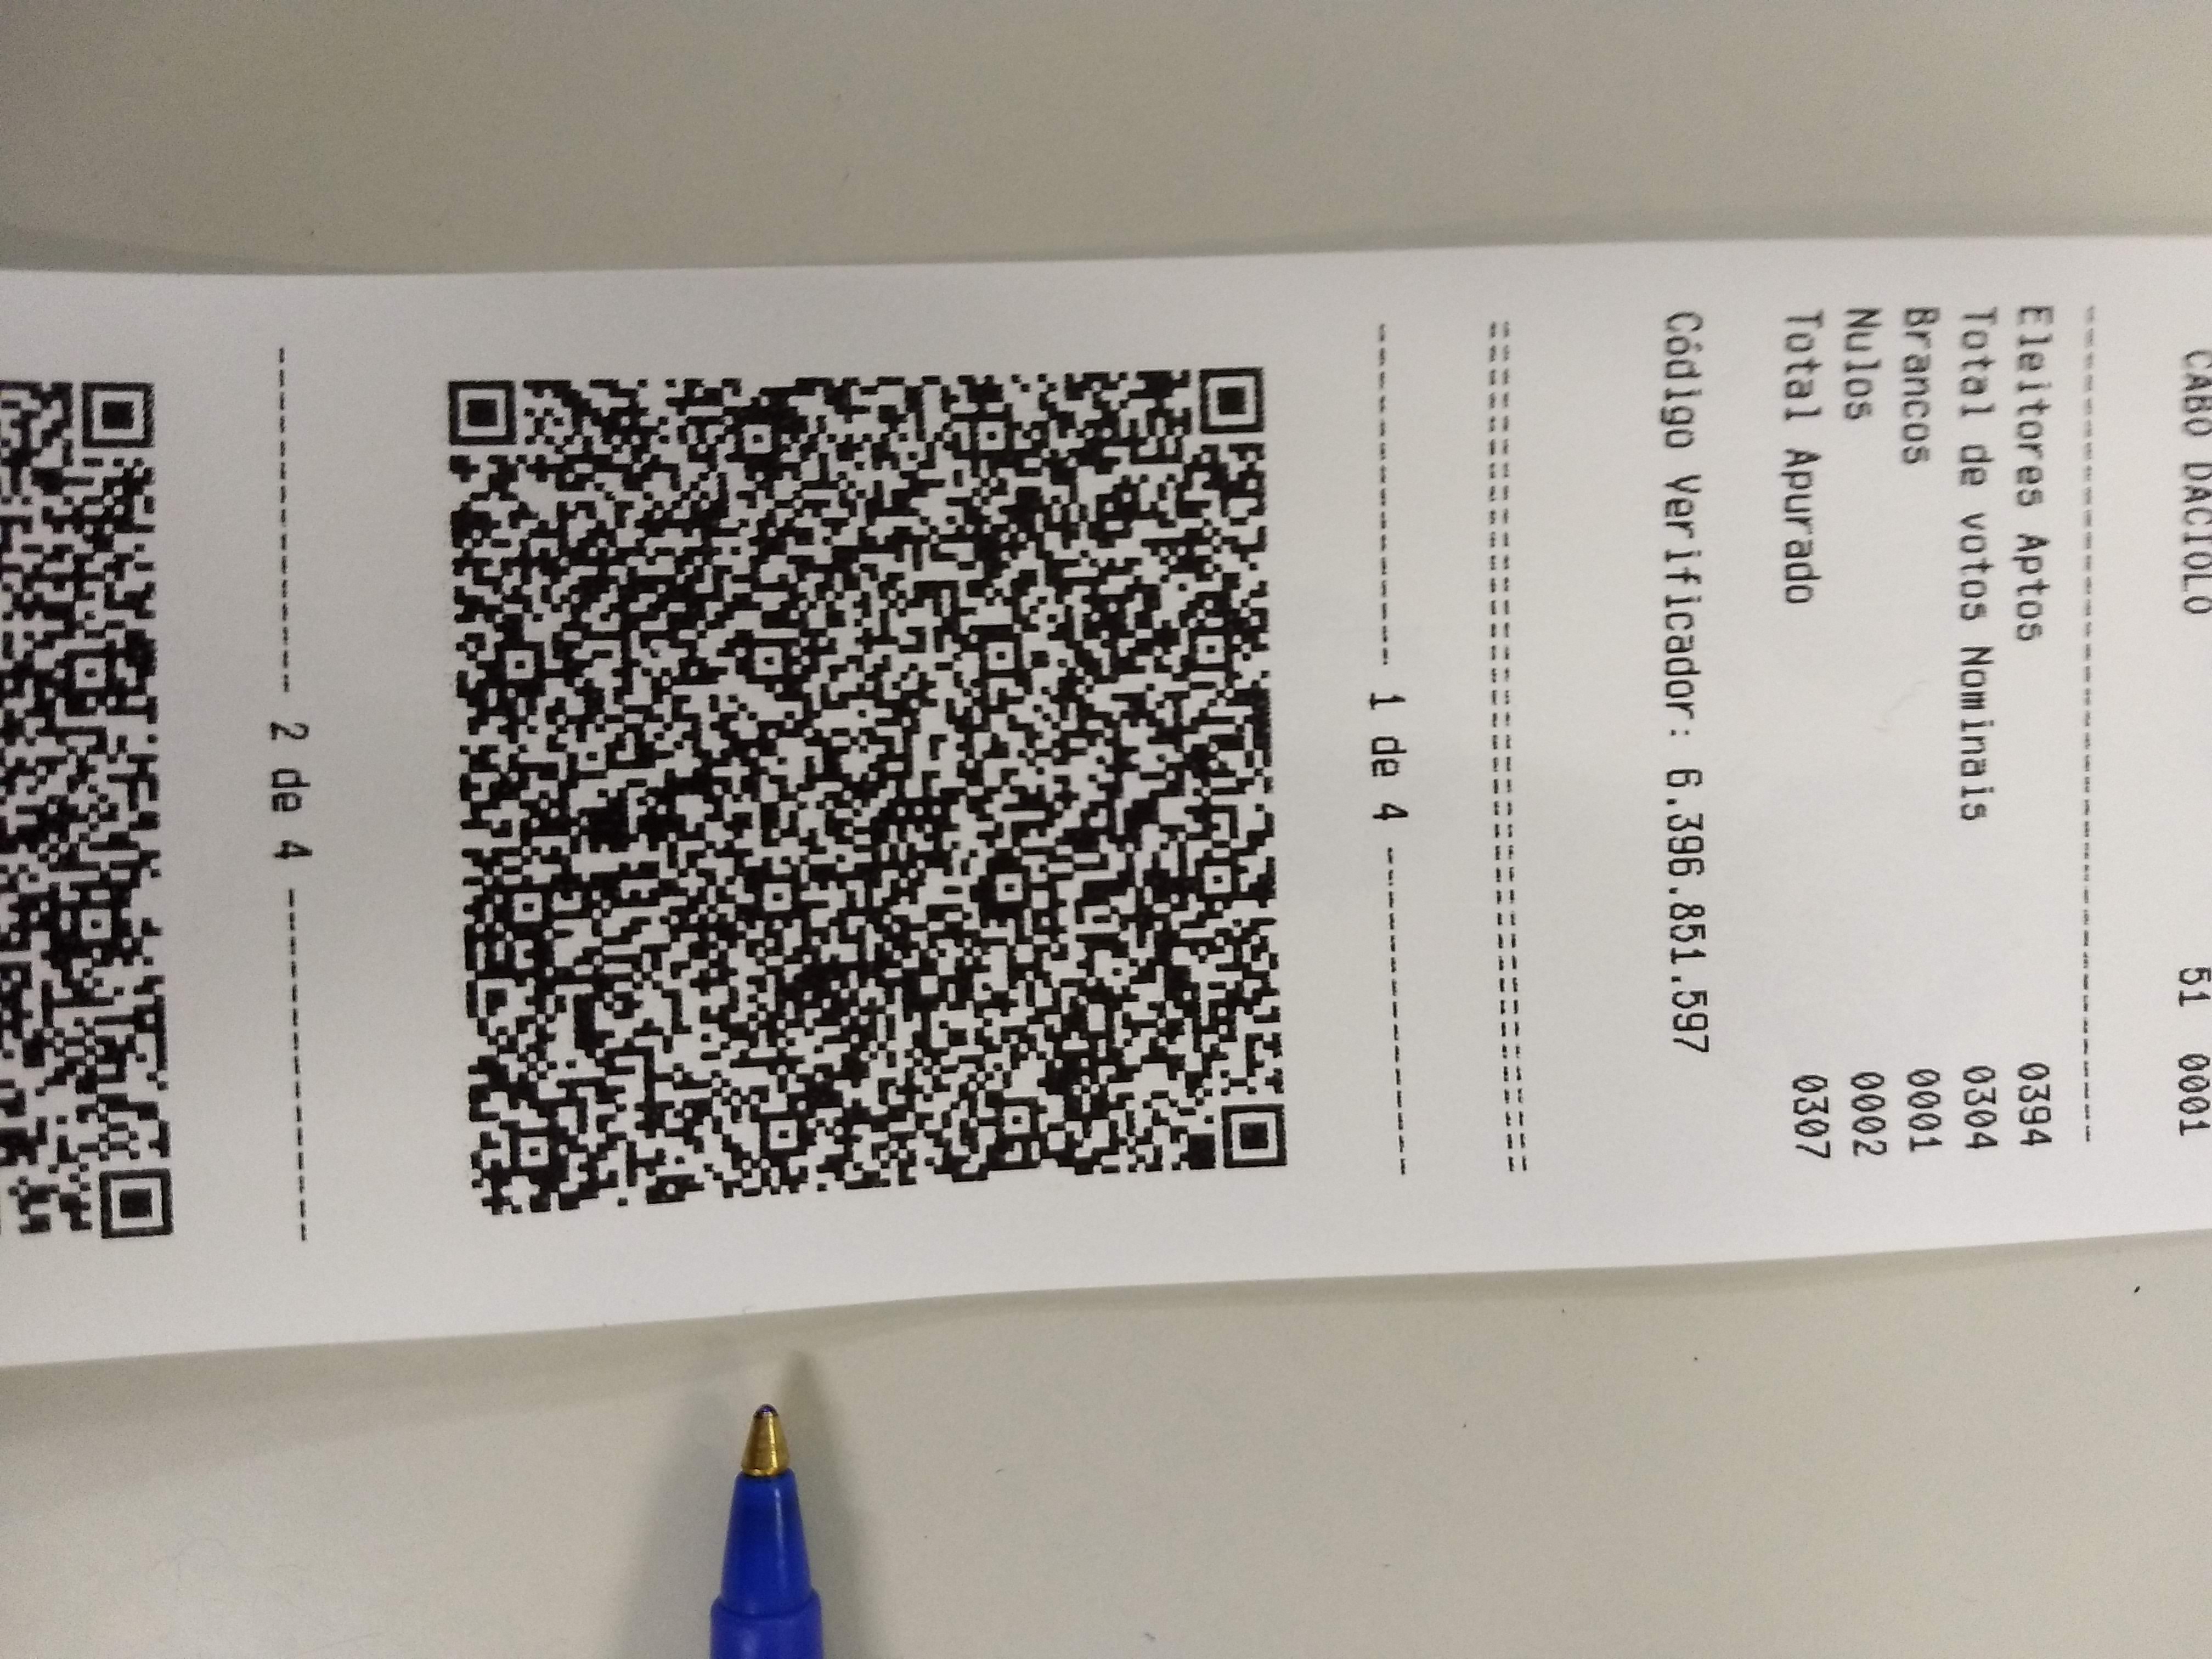 CABO DACIOLO 51 0001
--------------------------------------
Eleitores Aptos 0394
Total de votos Nominais 0304
Brancos 0001
Nulos 0002
Total Apurado 0307
Código Verificador: 6.396.851.597
======================================
--------------- 1 de 4 ---------------
--------------- 2 de 4 ---------------